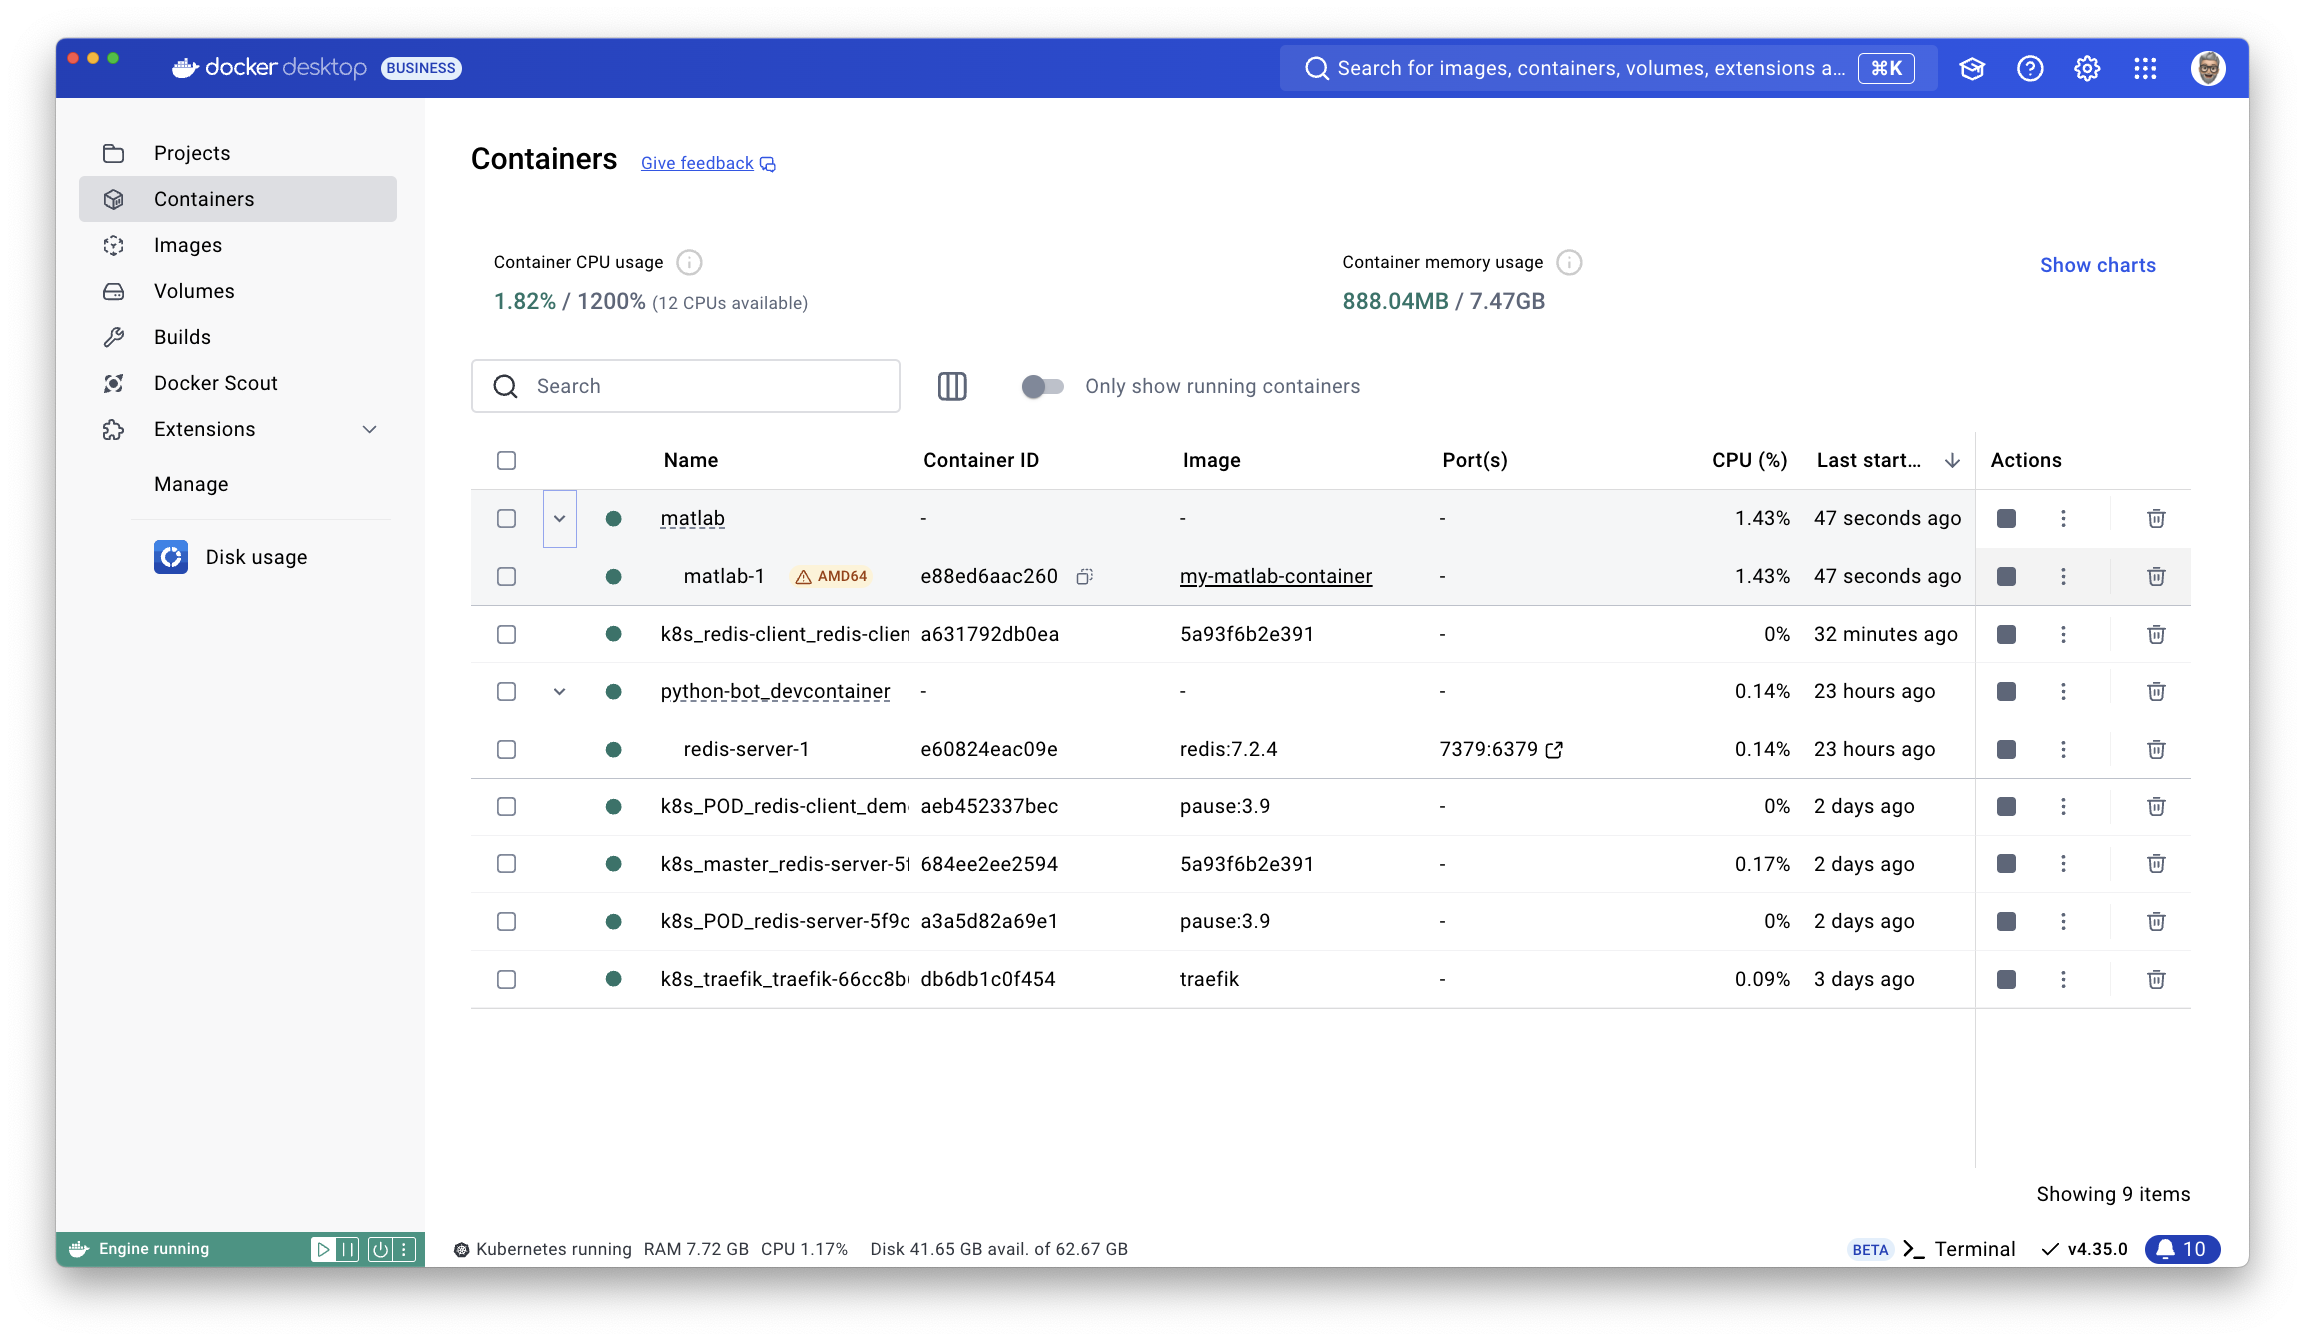 docker desktop BUSINESS
Search for images, containers, volumes, extensions a... ⌘K
Projects
Containers
Images
Volumes
Builds
Docker Scout
Extensions
Manage
Disk usage
Containers Give feedback
Container CPU usage
1.82% / 1200% (12 CPUs available)
Container memory usage
888.04MB / 7.47GB
Show charts
Search
Only show running containers
Name Container ID Image Port(s) CPU (%) Last start... Actions
matlab - - - 1.43% 47 seconds ago
matlab-1 AMD64 e88ed6aac260 my-matlab-container - 1.43% 47 seconds ago
k8s_redis-client_redis-clien a631792db0ea 5a93f6b2e391 - 0% 32 minutes ago
python-bot_devcontainer - - - 0.14% 23 hours ago
redis-server-1 e60824eac09e redis:7.2.4 7379:6379 0.14% 23 hours ago
k8s_POD_redis-client_dem aeb452337bec pause:3.9 - 0% 2 days ago
k8s_master_redis-server-5f 684ee2ee2594 5a93f6b2e391 - 0.17% 2 days ago
k8s_POD_redis-server-5f9c a3a5d82a69e1 pause:3.9 - 0% 2 days ago
k8s_traefik_traefik-66cc8b db6db1c0f454 traefik - 0.09% 3 days ago
Showing 9 items
Engine running
Kubernetes running RAM 7.72 GB CPU 1.17% Disk 41.65 GB avail. of 62.67 GB
BETA Terminal v4.35.0 10